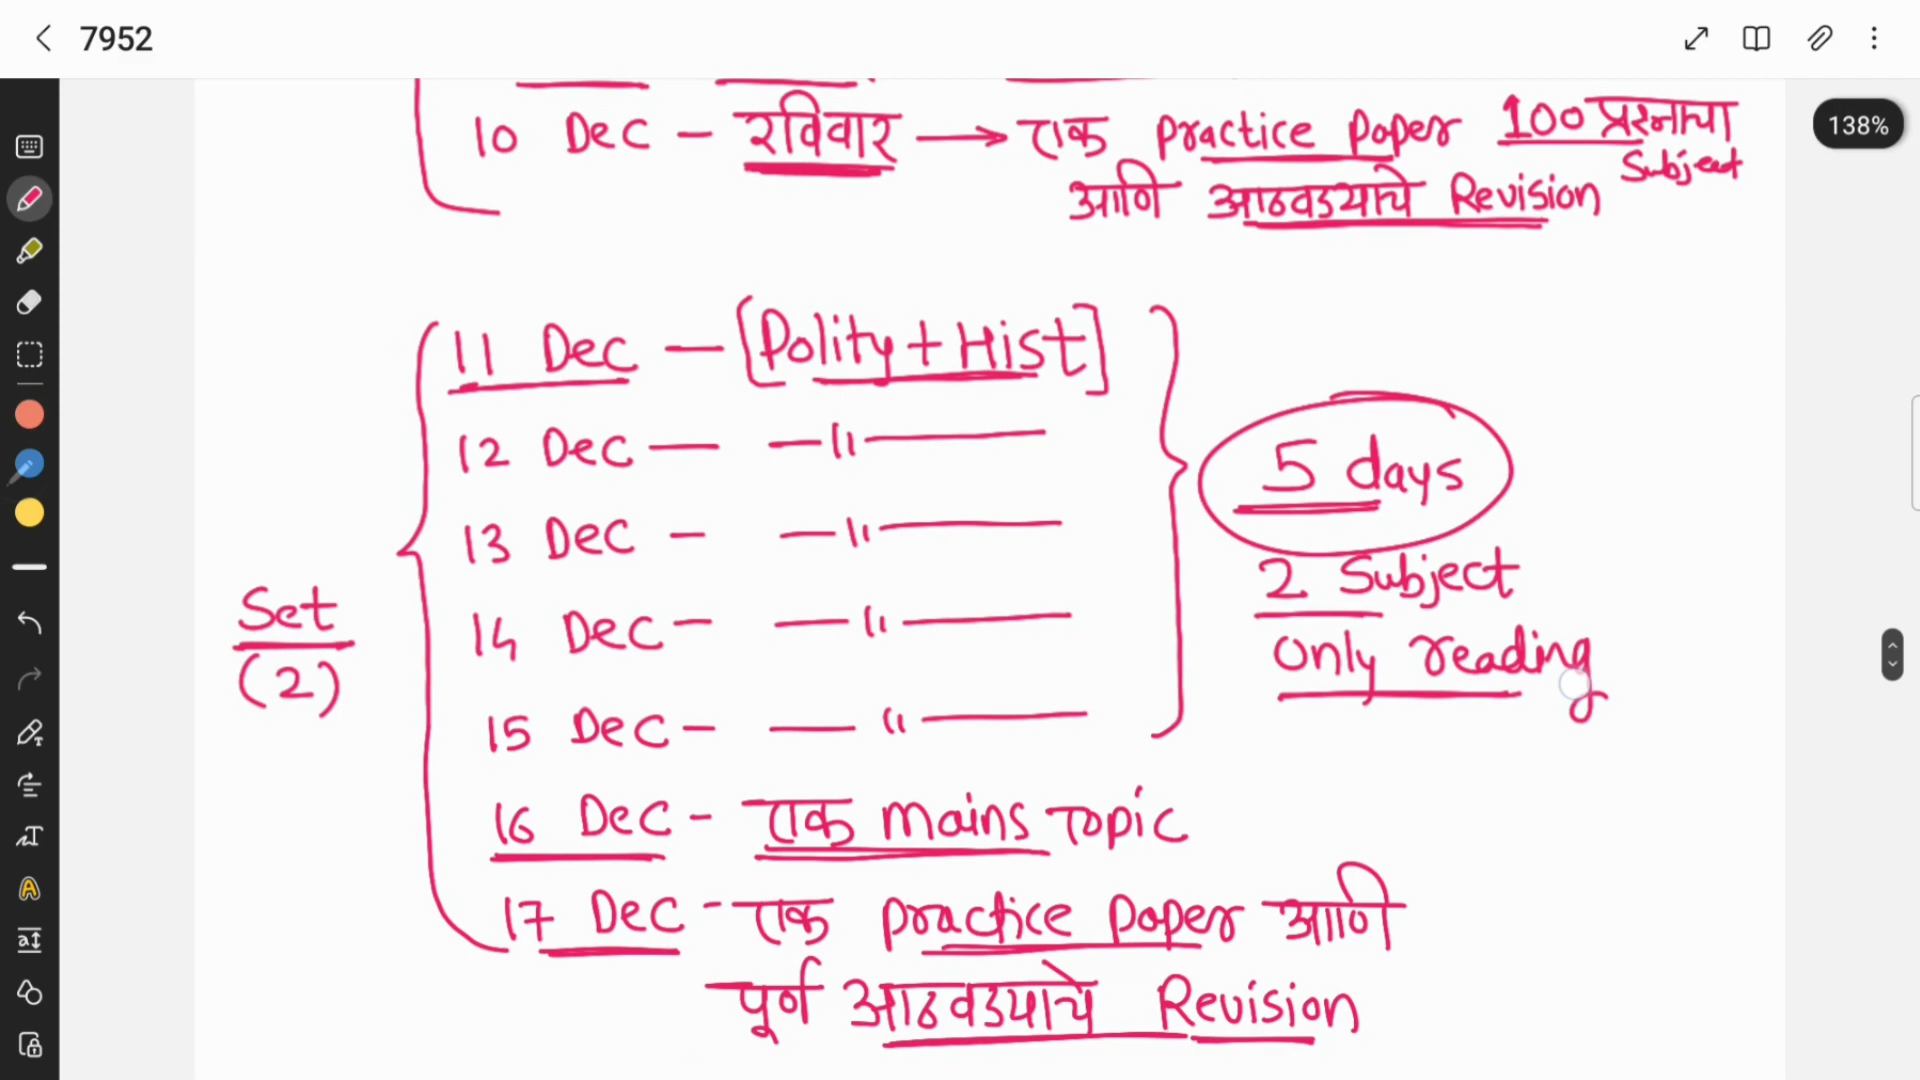 7952
138%
10 Dec - रविवार → एक Practice Paper 100 प्रश्नाचा
Subject
आणि आठवड्याचे Revision
11 Dec - [Polity + Hist]
12 Dec - -"-
13 Dec - -"-
14 Dec - -"-
15 Dec - -"-
5 days
2 Subject
Only reading
Set
(2)
16 Dec - एक mains Topic
17 Dec - एक Practice Paper आणि
पूर्ण आठवड्याचे Revision